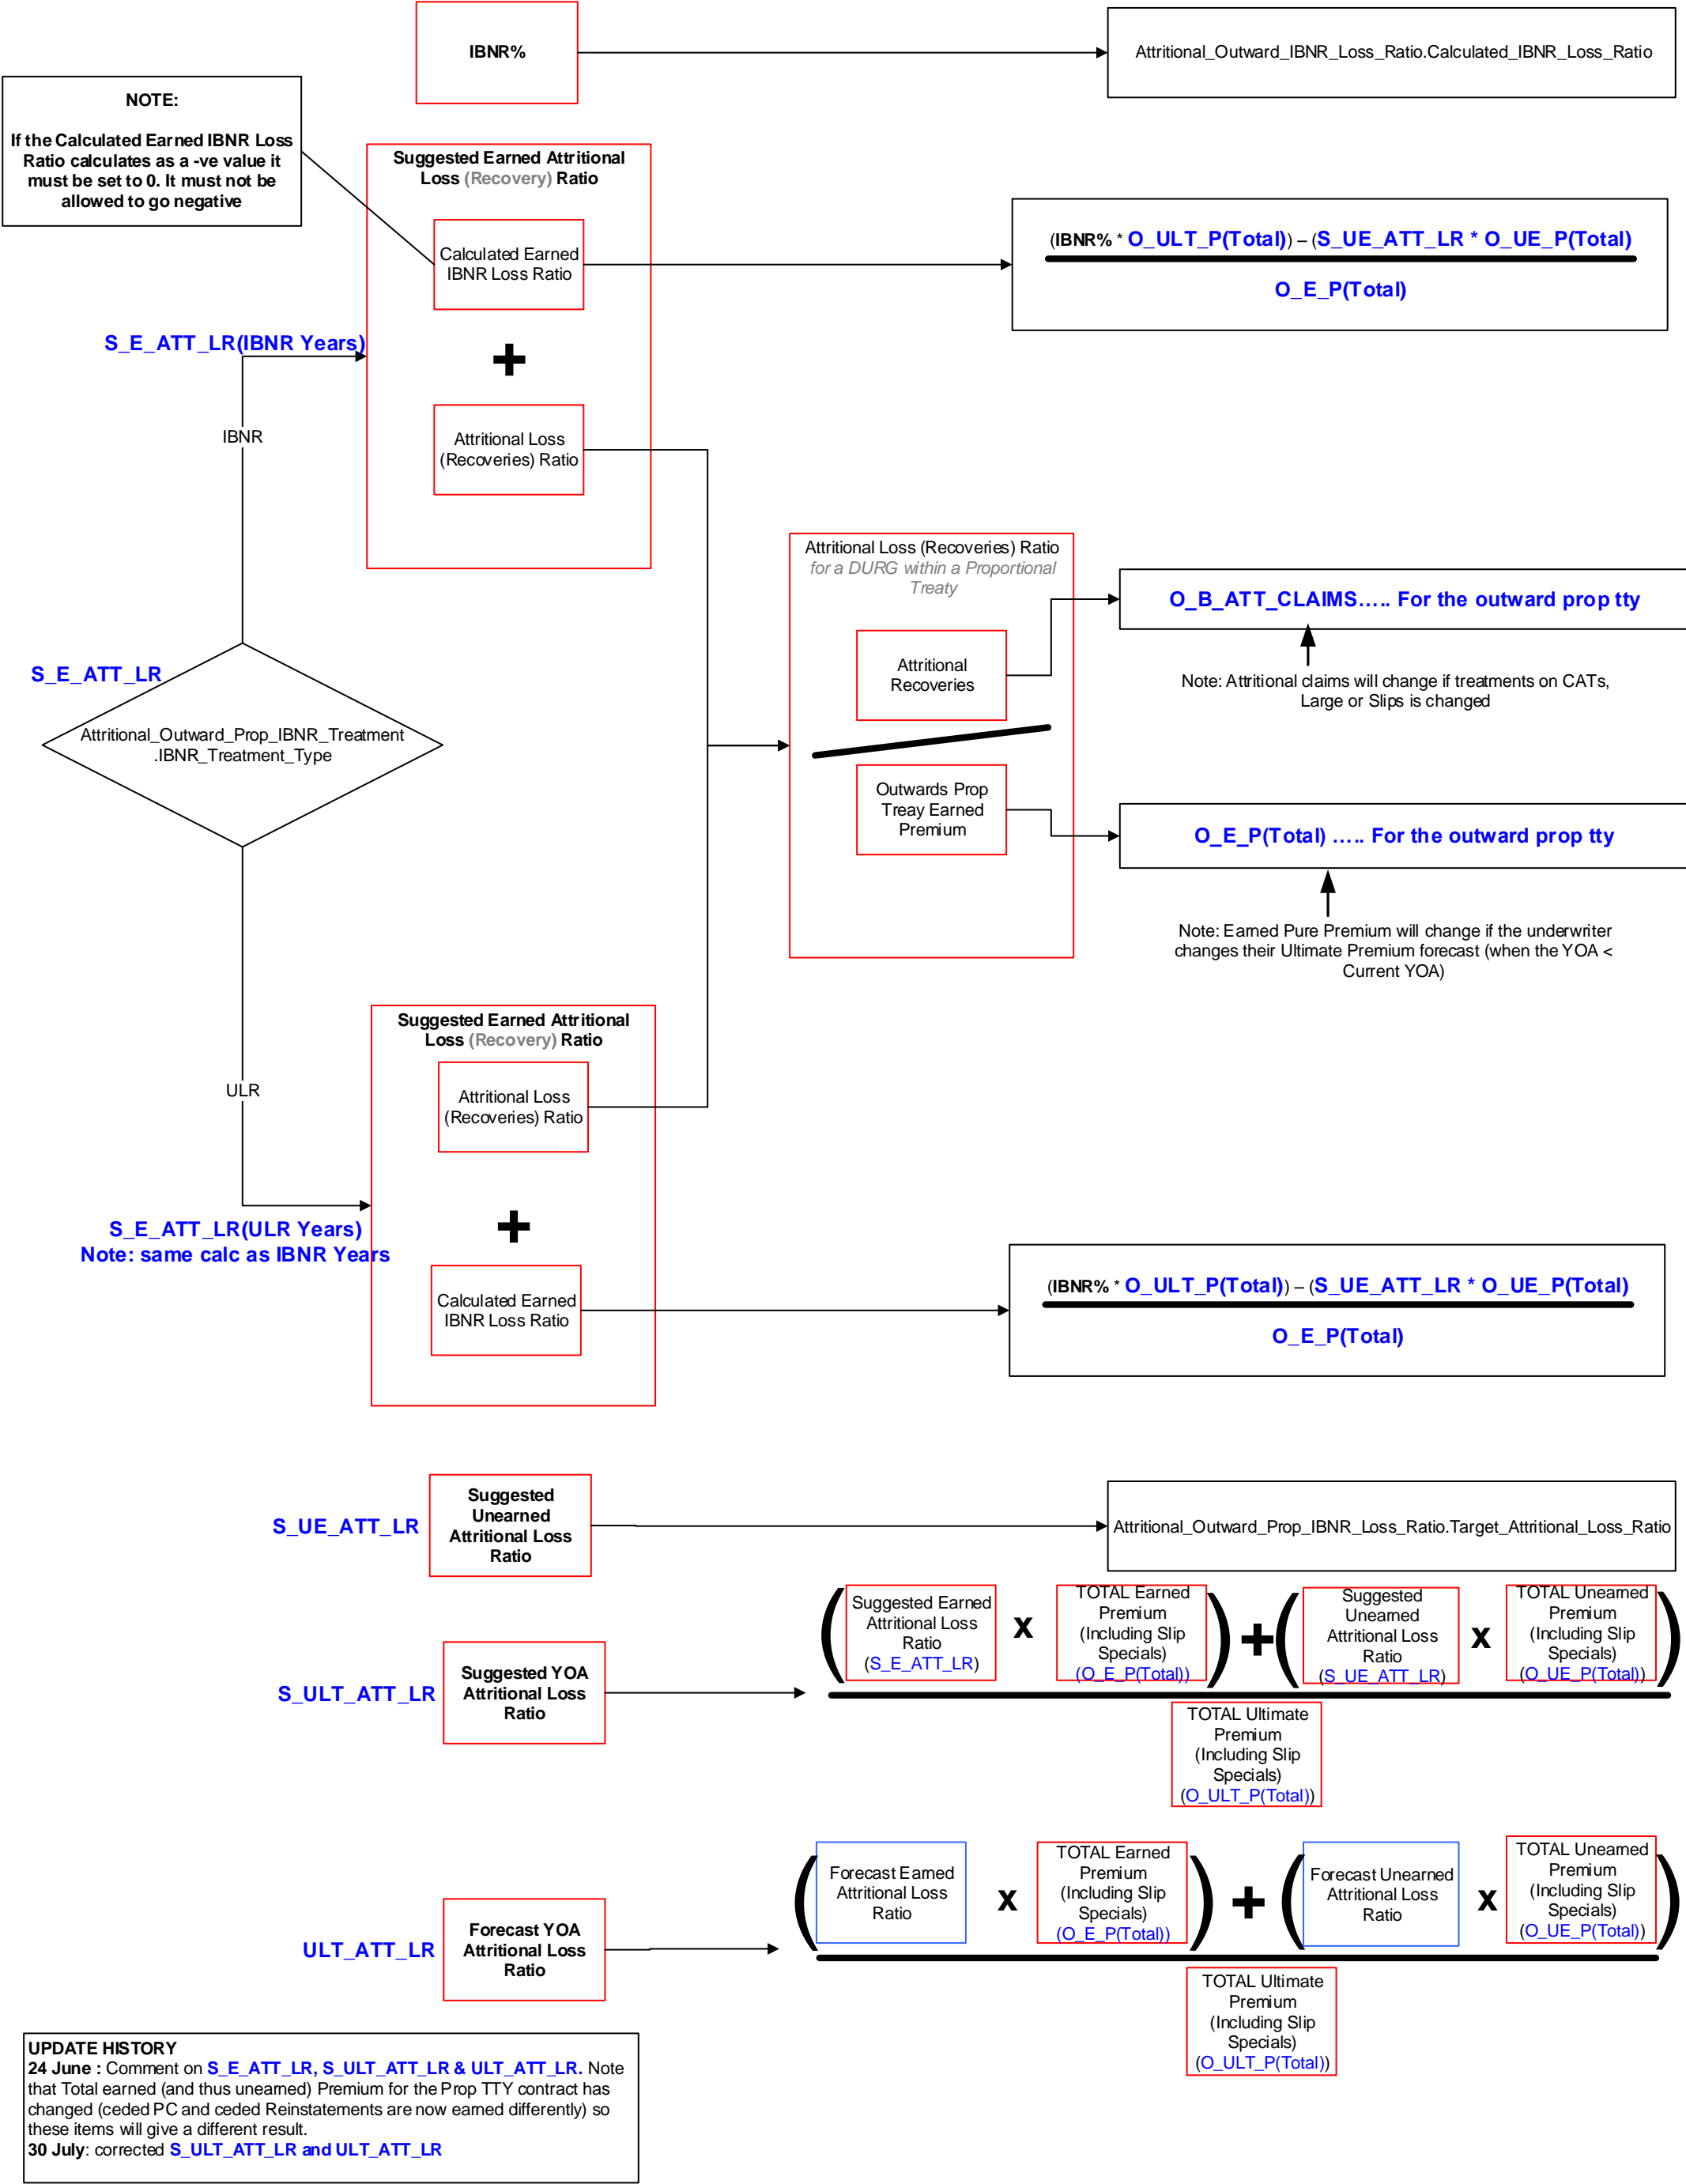 IBNR%
Attritional_Outward_IBNR_Loss_Ratio.Calculated_IBNR_Loss_Ratio
NOTE:
If the Calculated Earned IBNR Loss
Ratio calculates as a -ve value it
must be set to 0. It must not be
allowed to go negative
Suggested Earned Attritional
Loss (Recovery) Ratio
Calculated Earned
IBNR Loss Ratio
+
Attritional Loss
(Recoveries) Ratio
(IBNR% * O_ULT_P(Total)) – (S_UE_ATT_LR * O_UE_P(Total)
O_E_P(Total)
S_E_ATT_LR(IBNR Years)
IBNR
S_E_ATT_LR
Attritional_Outward_Prop_IBNR_Treatment
.IBNR_Treatment_Type
Attritional Loss (Recoveries) Ratio
for a DURG within a Proportional
Treaty
Attritional
Recoveries
Outwards Prop
Treay Earned
Premium
O_B_ATT_CLAIMS..... For the outward prop tty
Note: Attritional claims will change if treatments on CATs,
Large or Slips is changed
O_E_P(Total) ..... For the outward prop tty
Note: Earned Pure Premium will change if the underwriter
changes their Ultimate Premium forecast (when the YOA <
Current YOA)
ULR
S_E_ATT_LR(ULR Years)
Note: same calc as IBNR Years
Suggested Earned Attritional
Loss (Recovery) Ratio
Attritional Loss
(Recoveries) Ratio
+
Calculated Earned
IBNR Loss Ratio
(IBNR% * O_ULT_P(Total)) – (S_UE_ATT_LR * O_UE_P(Total)
O_E_P(Total)
S_UE_ATT_LR
Suggested
Unearned
Attritional Loss
Ratio
Attritional_Outward_Prop_IBNR_Loss_Ratio.Target_Attritional_Loss_Ratio
S_ULT_ATT_LR
Suggested YOA
Attritional Loss
Ratio
(
Suggested Earned
Attritional Loss
Ratio
(S_E_ATT_LR)
x
TOTAL Earned
Premium
(Including Slip
Specials)
(O_E_P(Total))
)
+
(
Suggested
Unearned
Attritional Loss
Ratio
(S_UE_ATT_LR)
x
TOTAL Unearned
Premium
(Including Slip
Specials)
(O_UE_P(Total))
)
TOTAL Ultimate
Premium
(Including Slip
Specials)
(O_ULT_P(Total))
ULT_ATT_LR
Forecast YOA
Attritional Loss
Ratio
(
Forecast Earned
Attritional Loss
Ratio
x
TOTAL Earned
Premium
(Including Slip
Specials)
(O_E_P(Total))
)
+
(
Forecast Unearned
Attritional Loss
Ratio
x
TOTAL Unearned
Premium
(Including Slip
Specials)
(O_UE_P(Total))
)
TOTAL Ultimate
Premium
(Including Slip
Specials)
(O_ULT_P(Total))
UPDATE HISTORY
24 June : Comment on S_E_ATT_LR, S_ULT_ATT_LR & ULT_ATT_LR. Note
that Total earned (and thus unearned) Premium for the Prop TTY contract has
changed (ceded PC and ceded Reinstatements are now earned differently) so
these items will give a different result.
30 July: corrected S_ULT_ATT_LR and ULT_ATT_LR